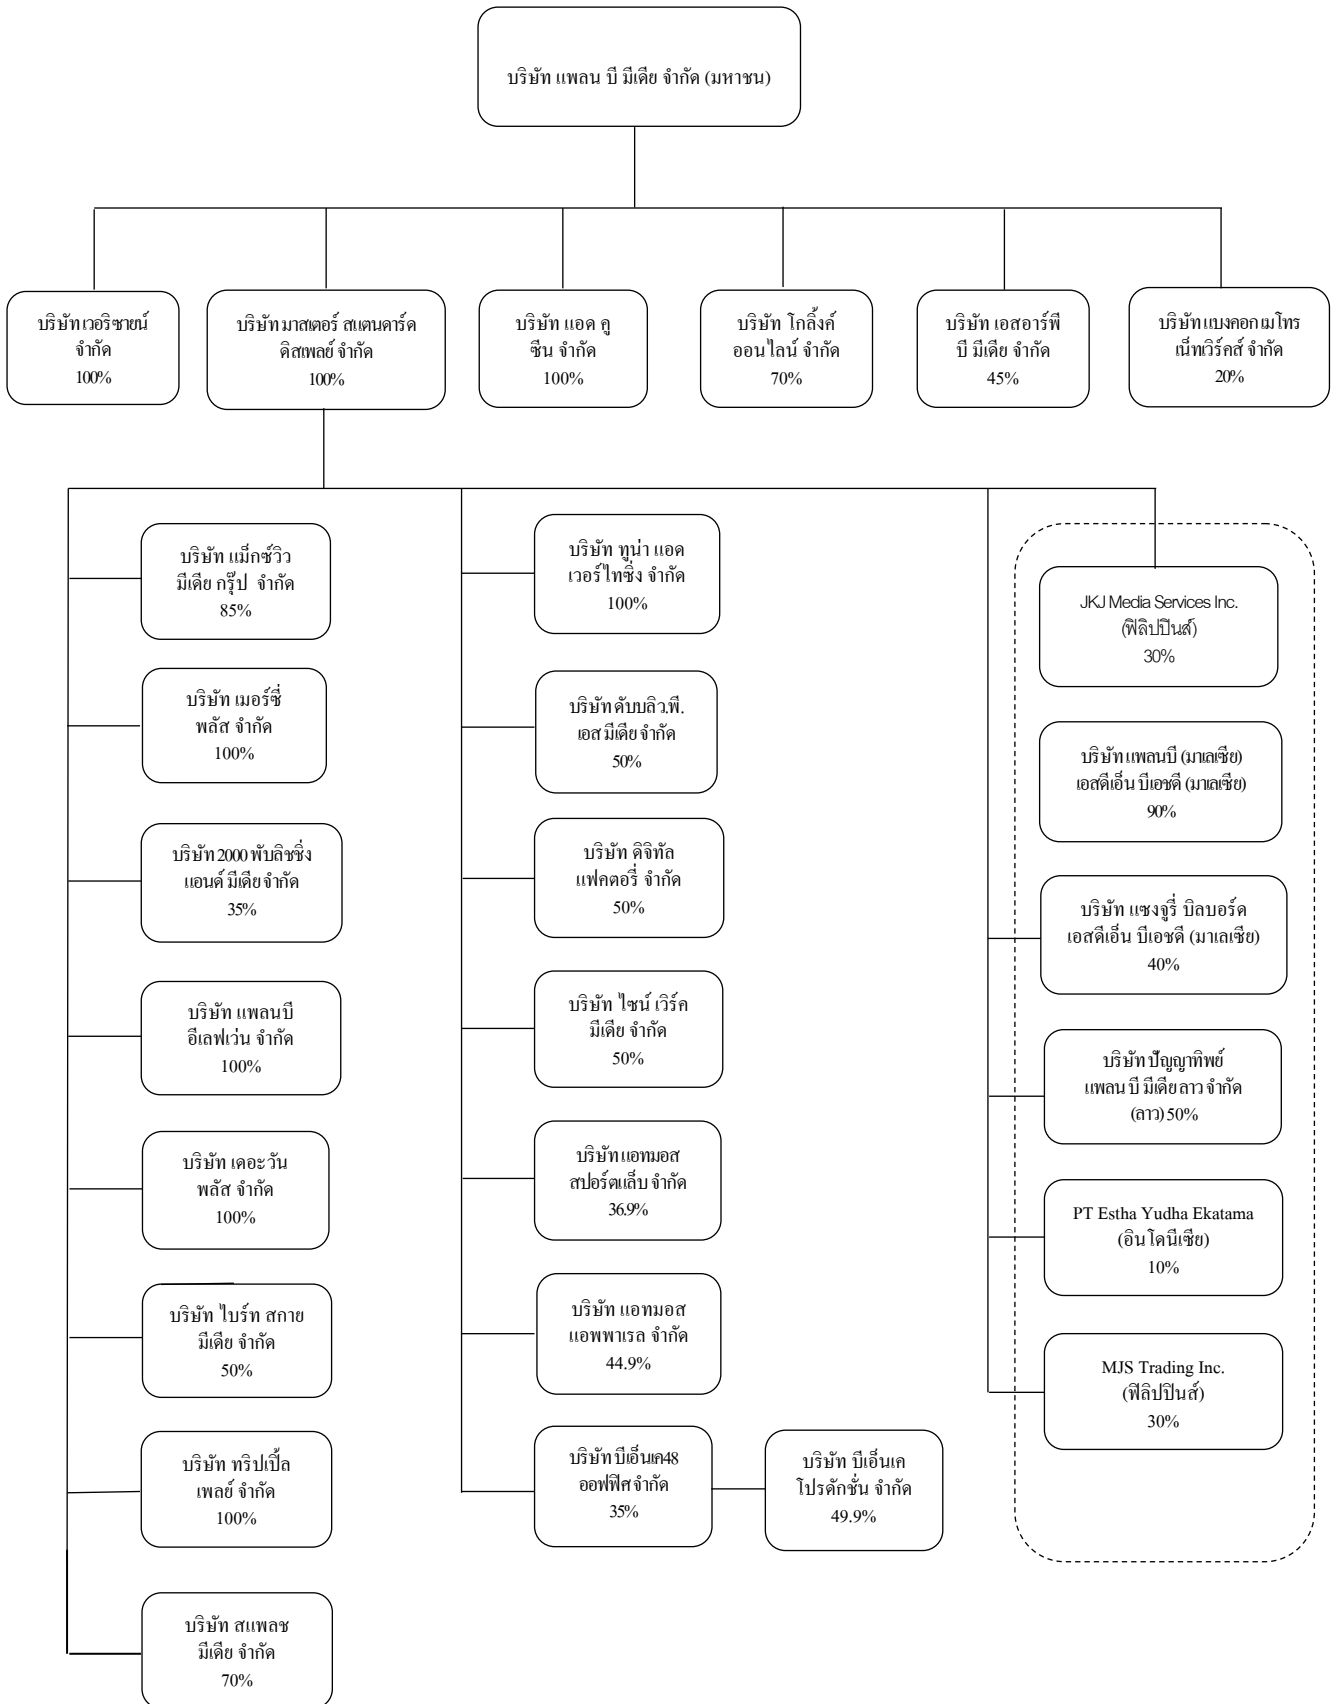 บริษัท แพลน บี มีเดีย จำกัด (มหาชน)
บริษัท เวอริซายน์
จำกัด
100%
บริษัท มาสเตอร์ สแตนดาร์ด
ดิสเพลย์ จำกัด
100%
บริษัท แอด คู
ซีน จำกัด
100%
บริษัท โกลิ้งค์
ออนไลน์ จำกัด
70%
บริษัท เอสอาร์พี
บี มีเดีย จำกัด
45%
บริษัท แบงคอก เมโทร
เน็ทเวิร์คส์ จำกัด
20%
บริษัท แม็กซ์วิว
มีเดีย กรุ๊ป จำกัด
85%
บริษัท เมอร์ซี่
พลัส จำกัด
100%
บริษัท 2000 พับลิชชิ่ง
แอนด์ มีเดีย จำกัด
35%
บริษัท แพลนบี
อีเลฟเว่น จำกัด
100%
บริษัท เดอะวัน
พลัส จำกัด
100%
บริษัท ไบร์ท สกาย
มีเดีย จำกัด
50%
บริษัท ทริปเปิ้ล
เพลย์ จำกัด
100%
บริษัท สแพลช
มีเดีย จำกัด
70%
บริษัท ทูน่า แอด
เวอร์ไทซิ่ง จำกัด
100%
บริษัท ดับบลิว.พี.
เอส มีเดีย จำกัด
50%
บริษัท ดิจิทัล
แฟคตอรี่ จำกัด
50%
บริษัท ไซน์ เวิร์ค
มีเดีย จำกัด
50%
บริษัท แอทมอส
สปอร์ตแล็บ จำกัด
36.9%
บริษัท แอทมอส
แอพพาเรล จำกัด
44.9%
บริษัท บีเอ็นเค48
ออฟฟิศ จำกัด
35%
บริษัท บีเอ็นเค
โปรดักชั่น จำกัด
49.9%
JKJ Media Services Inc.
(ฟิลิปปินส์)
30%
บริษัท แพลนบี (มาเลเซีย)
เอสดีเอ็น บีเอชดี (มาเลเซีย)
90%
บริษัท แซงจูรี่ บิลบอร์ด
เอสดีเอ็น บีเอชดี (มาเลเซีย)
40%
บริษัท ปัญญาทิพย์
แพลน บี มีเดีย ลาว จำกัด
(ลาว) 50%
PT Estha Yudha Ekatama
(อินโดนีเซีย)
10%
MJS Trading Inc.
(ฟิลิปปินส์)
30%